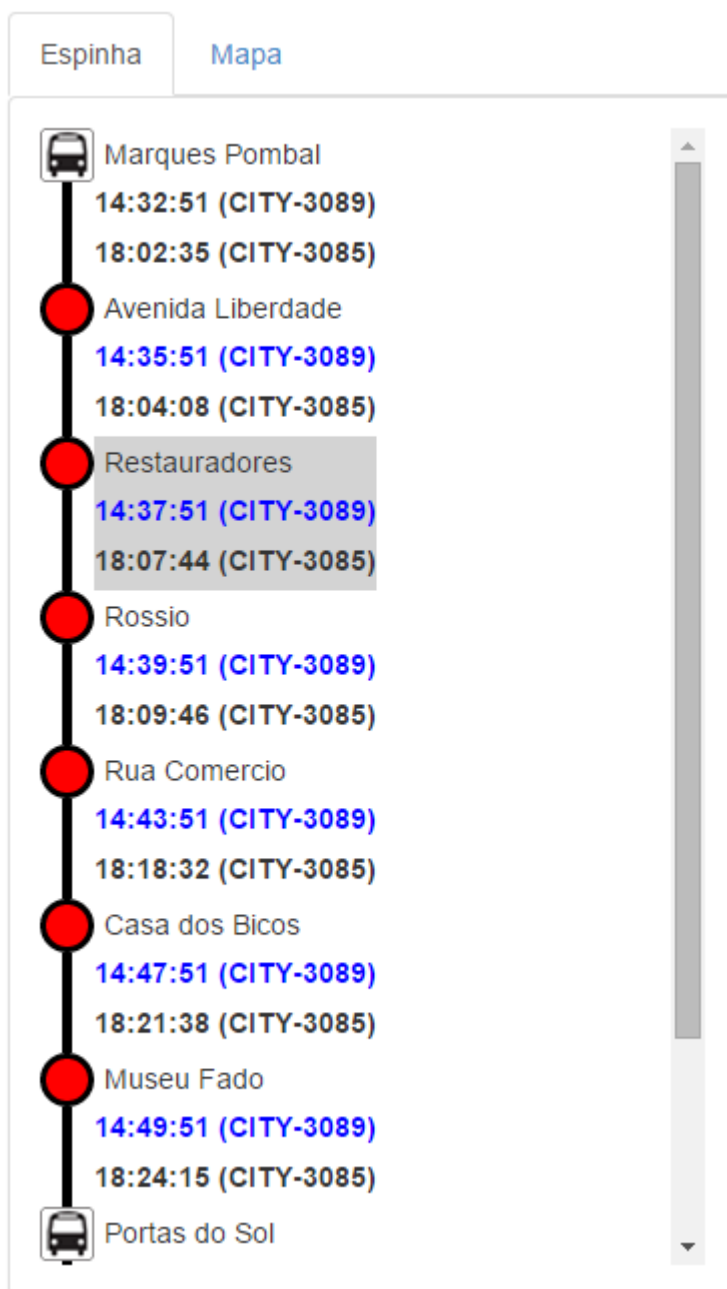 Espinha Mapa
Marques Pombal
14:32:51 (CITY-3089)
18:02:35 (CITY-3085)
Avenida Liberdade
14:35:51 (CITY-3089)
18:04:08 (CITY-3085)
Restauradores
14:37:51 (CITY-3089)
18:07:44 (CITY-3085)
Rossio
14:39:51 (CITY-3089)
18:09:46 (CITY-3085)
Rua Comercio
14:43:51 (CITY-3089)
18:18:32 (CITY-3085)
Casa dos Bicos
14:47:51 (CITY-3089)
18:21:38 (CITY-3085)
Museu Fado
14:49:51 (CITY-3089)
18:24:15 (CITY-3085)
Portas do Sol